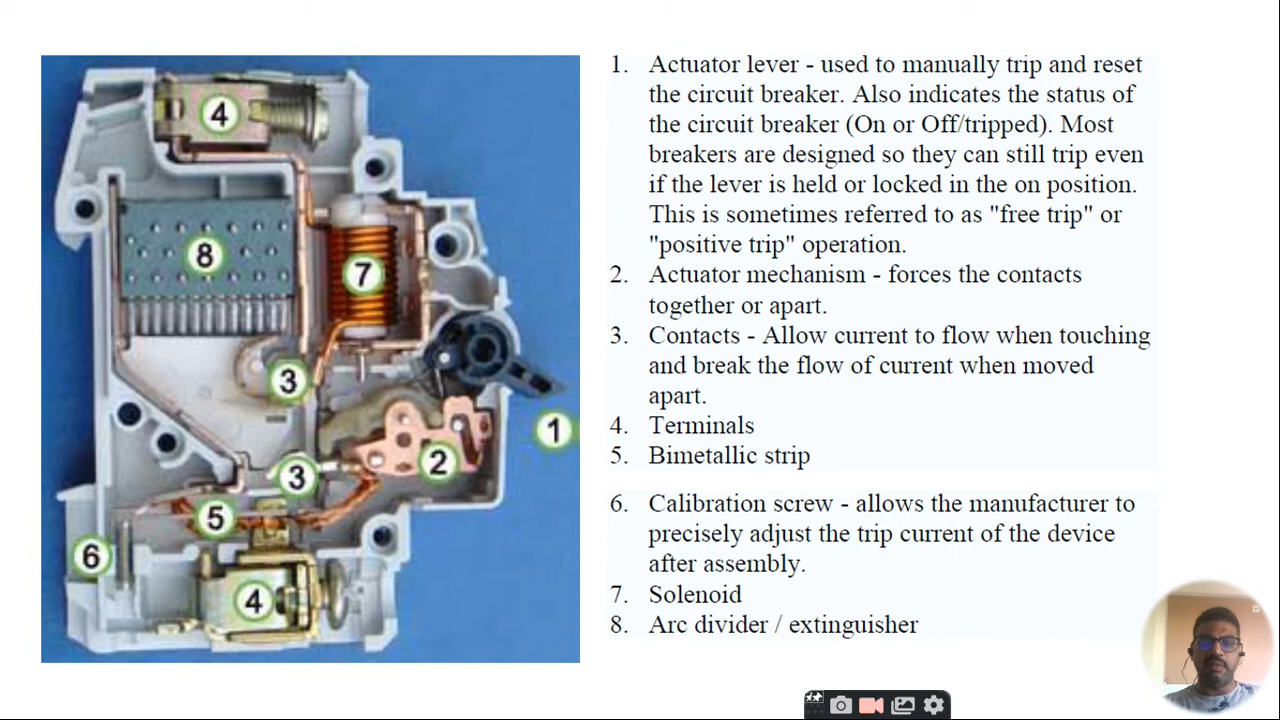 4
8
7
3
1
2
3
5
6
4
1. Actuator lever - used to manually trip and reset
the circuit breaker. Also indicates the status of
the circuit breaker (On or Off/tripped). Most
breakers are designed so they can still trip even
if the lever is held or locked in the on position.
This is sometimes referred to as "free trip" or
"positive trip" operation.
2. Actuator mechanism - forces the contacts
together or apart.
3. Contacts - Allow current to flow when touching
and break the flow of current when moved
apart.
4. Terminals
5. Bimetallic strip
6. Calibration screw - allows the manufacturer to
precisely adjust the trip current of the device
after assembly.
7. Solenoid
8. Arc divider / extinguisher